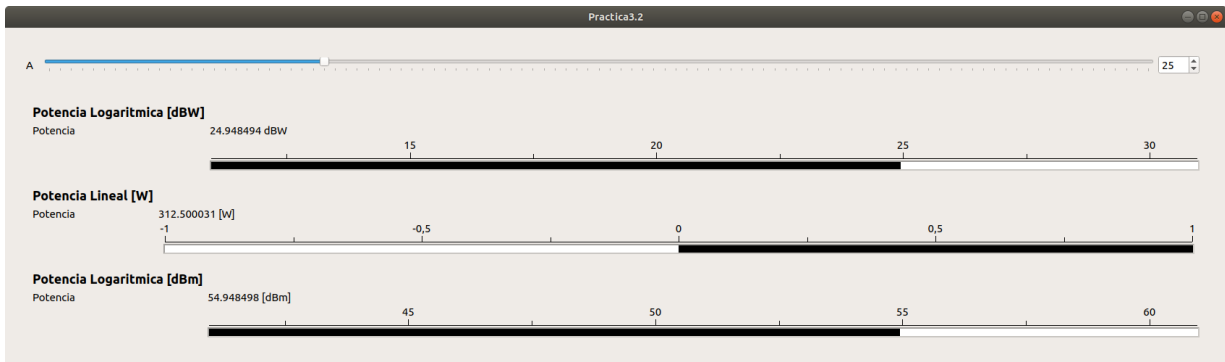 Practica3.2
A 25
Potencia Logaritmica [dBW]
Potencia 24.948494 dBW
15 20 25 30
Potencia Lineal [W]
Potencia 312.500031 [W]
-1 -0,5 0 0,5 1
Potencia Logaritmica [dBm]
Potencia 54.948498 [dBm]
45 50 55 60